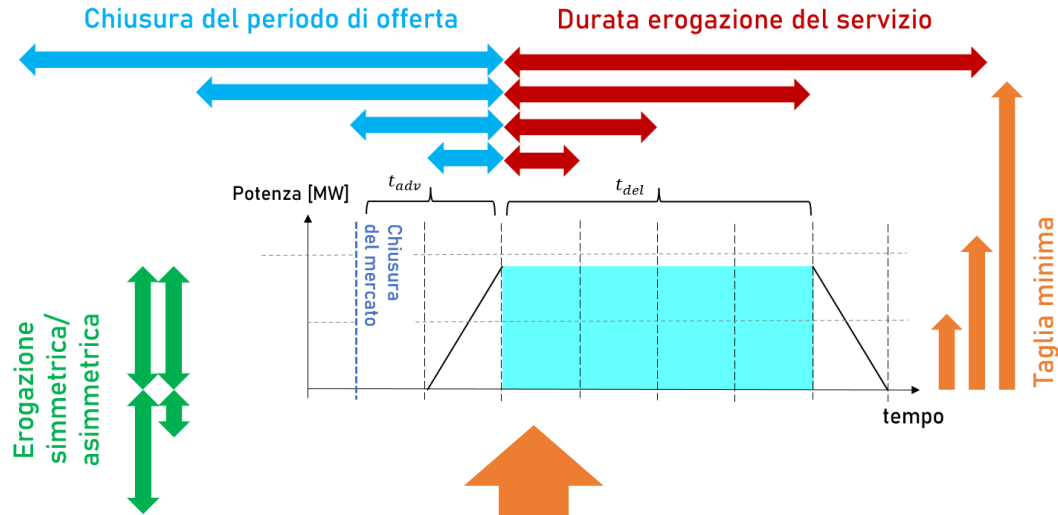 Chiusura del periodo di offerta
Durata erogazione del servizio
t_adv
t_del
Potenza [MW]
Chiusura
del mercato
Erogazione
simmetrica/
asimmetrica
Taglia minima
tempo